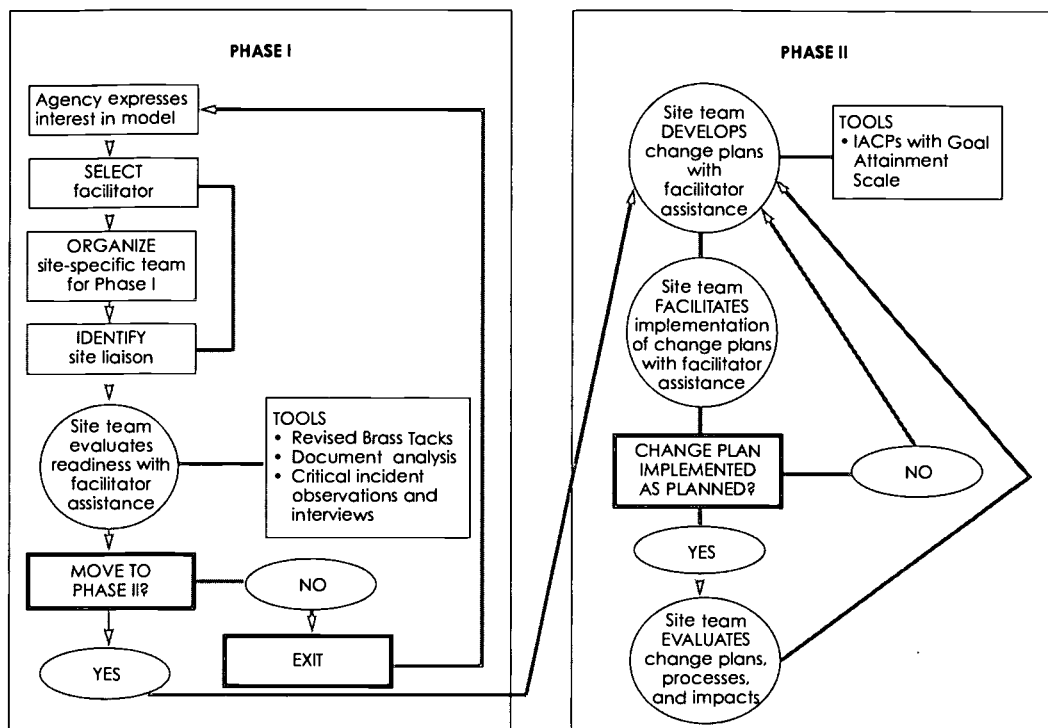 PHASE I
Agency expresses
interest in model
SELECT
facilitator
ORGANIZE
site-specific team
for Phase I
IDENTIFY
site liaison
Site team
evaluates
readiness with
facilitator
assistance
TOOLS
• Revised Brass Tacks
• Document analysis
• Critical incident
observations and
interviews
MOVE TO
PHASE II?
NO
YES
EXIT
PHASE II
Site team
DEVELOPS
change plans
with
facilitator
assistance
TOOLS
• IACPs with Goal
Attainment
Scale
Site team
FACILITATES
implementation
of change plans
with facilitator
assistance
CHANGE PLAN
IMPLEMENTED
AS PLANNED?
NO
YES
Site team
EVALUATES
change plans,
processes,
and impacts